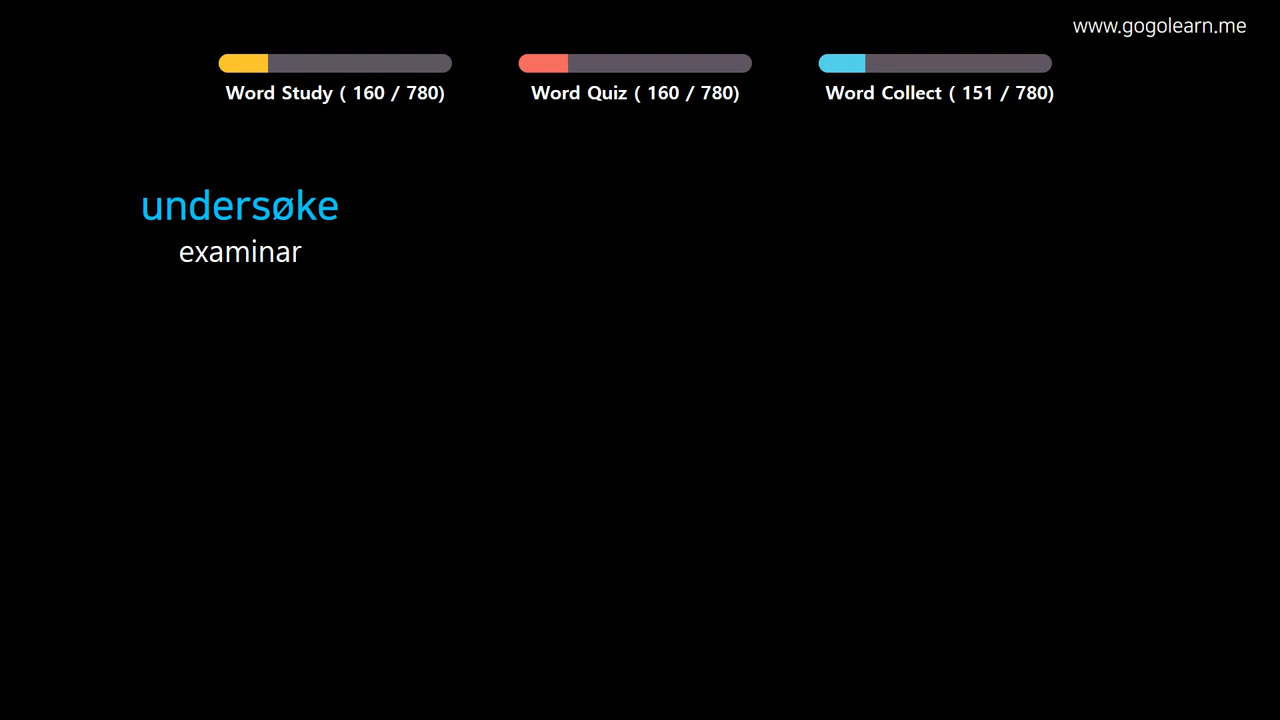 www.gogolearn.me
Word Study ( 160 / 780)
Word Quiz ( 160 / 780)
Word Collect ( 151 / 780)
undersøke
examinar